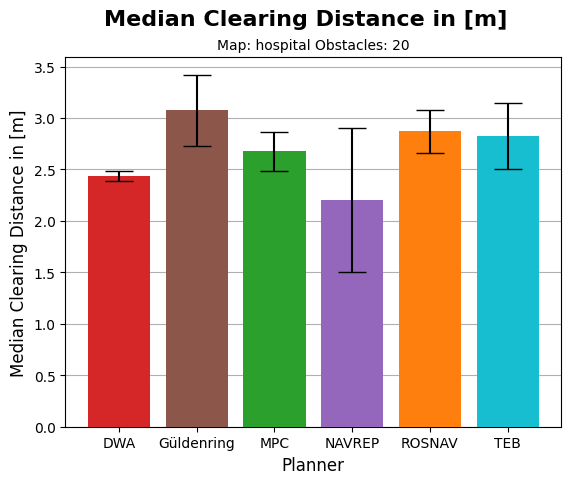 Median Clearing Distance in [m]
Map: hospital Obstacles: 20
Median Clearing Distance in [m]
3.5
3.0
2.5
2.0
1.5
1.0
0.5
0.0
DWA Güldenring MPC NAVREP ROSNAV TEB
Planner